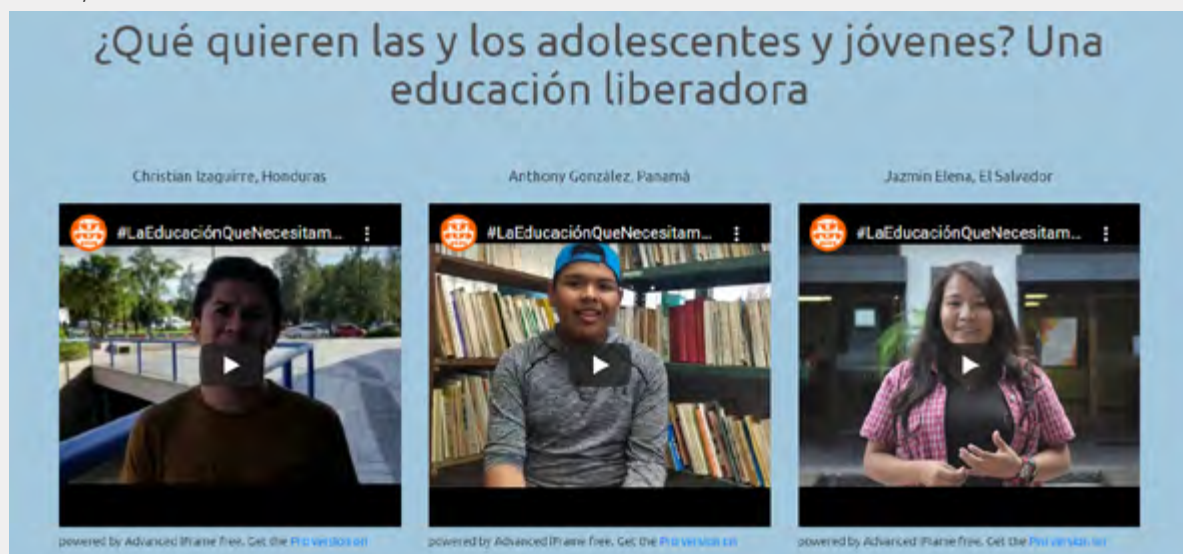 ¿Qué quieren las y los adolescentes y jóvenes? Una
educación liberadora
Christian Izaguirre, Honduras
Anthony González, Panamá
Jazmin Elena, El Salvador
#LaEducaciónQueNecesitam...
#LaEducaciónQueNecesitam...
#LaEducaciónQueNecesitam...
powered by Advanced iFrame free. Get the Pro version on
powered by Advanced iFrame free. Get the Pro version on
powered by Advanced iFrame free. Get the Pro version on